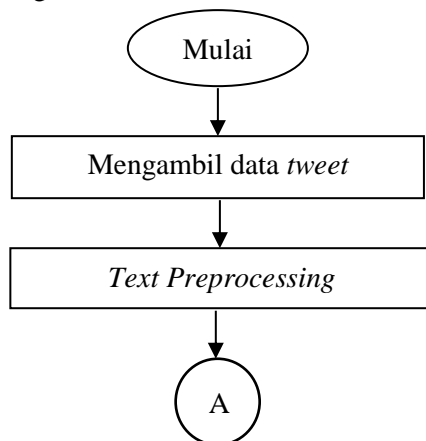 g
Mulai
Mengambil data tweet
Text Preprocessing
A